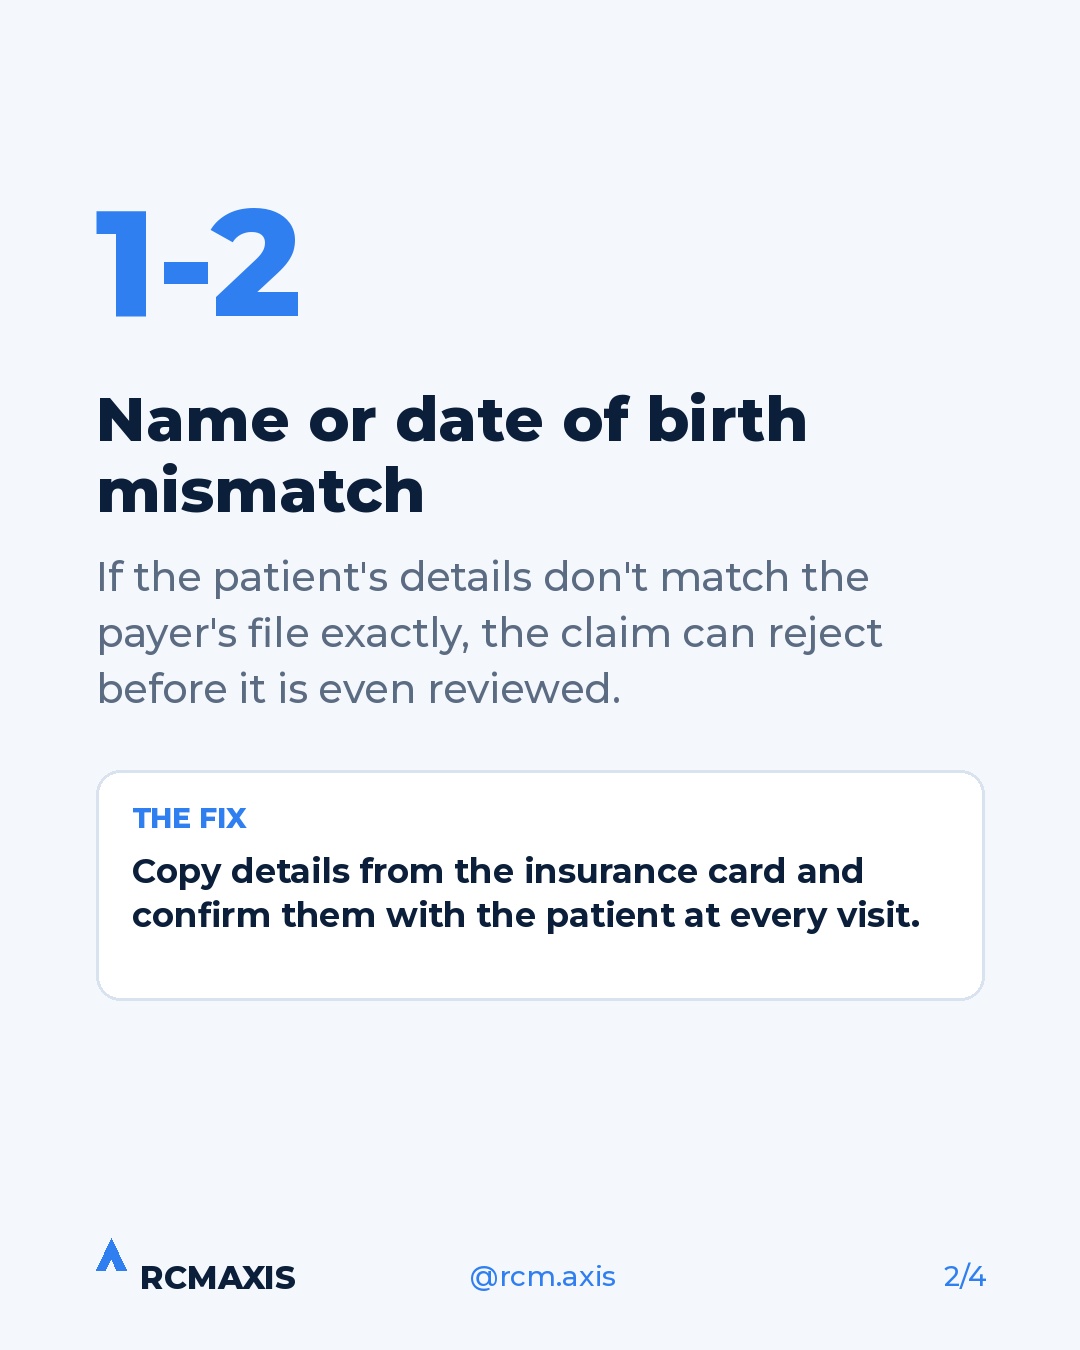 1-2
Name or date of birth
mismatch
If the patient's details don't match the
payer's file exactly, the claim can reject
before it is even reviewed.
THE FIX
Copy details from the insurance card and
confirm them with the patient at every visit.
RCMAXIS @rcm.axis 2/4